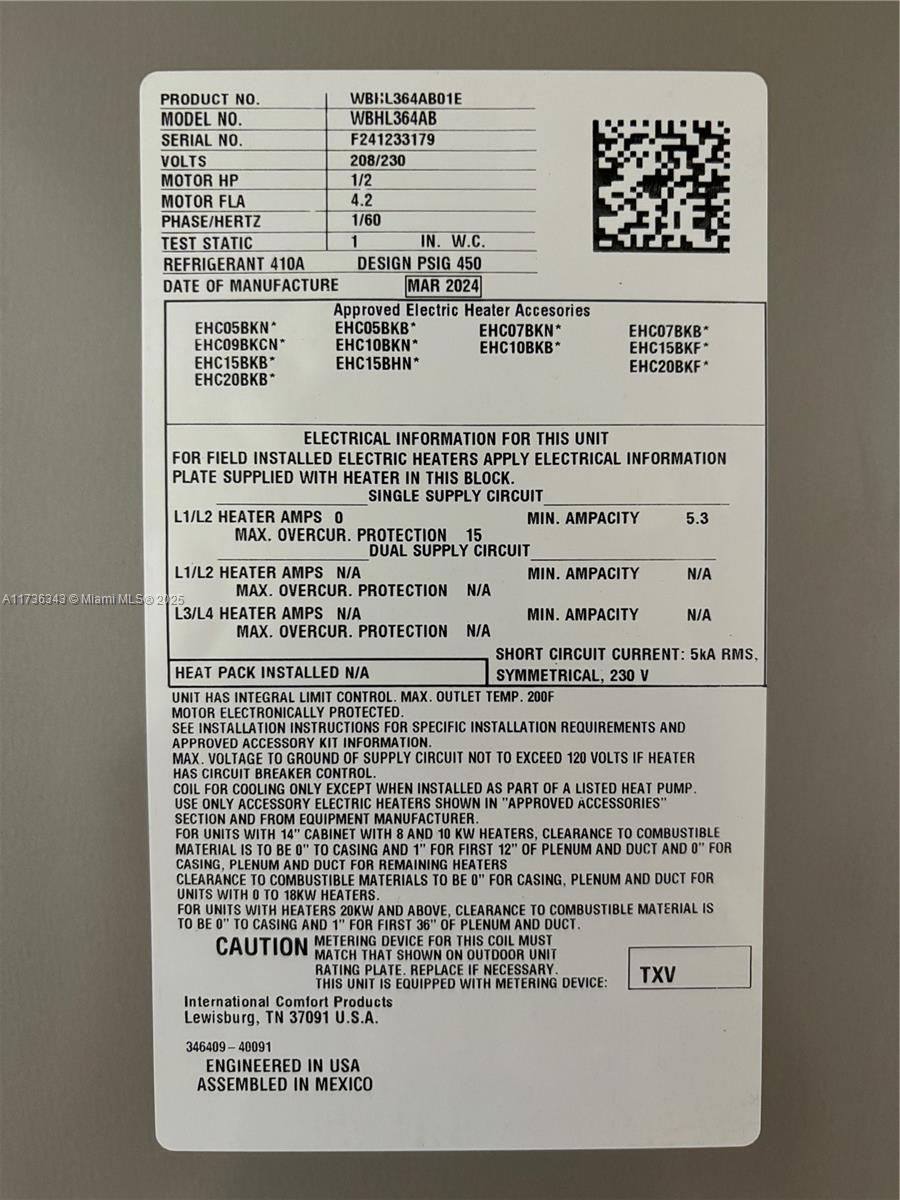 PRODUCT NO. WBHL364AB01E
MODEL NO. WBHL364AB
SERIAL NO. F241233179
VOLTS 208/230
MOTOR HP 1/2
MOTOR FLA 4.2
PHASE/HERTZ 1/60
TEST STATIC 1 IN. W.C.
REFRIGERANT 410A DESIGN PSIG 450
DATE OF MANUFACTURE MAR 2024
Approved Electric Heater Accesories
EHC05BKN* EHC05BKB* EHC07BKN* EHC07BKB*
EHC09BKCN* EHC10BKN* EHC10BKB* EHC15BKF*
EHC15BKB* EHC15BHN* EHC20BKF*
EHC20BKB*
ELECTRICAL INFORMATION FOR THIS UNIT
FOR FIELD INSTALLED ELECTRIC HEATERS APPLY ELECTRICAL INFORMATION
PLATE SUPPLIED WITH HEATER IN THIS BLOCK.
SINGLE SUPPLY CIRCUIT
L1/L2 HEATER AMPS 0 MIN. AMPACITY 5.3
MAX. OVERCUR. PROTECTION 15
DUAL SUPPLY CIRCUIT
L1/L2 HEATER AMPS N/A MIN. AMPACITY N/A
MAX. OVERCUR. PROTECTION N/A
A11736343 © Miami MLS © 2025
L3/L4 HEATER AMPS N/A MIN. AMPACITY N/A
MAX. OVERCUR. PROTECTION N/A
SHORT CIRCUIT CURRENT: 5kA RMS,
HEAT PACK INSTALLED N/A SYMMETRICAL, 230 V
UNIT HAS INTEGRAL LIMIT CONTROL. MAX. OUTLET TEMP. 200F
MOTOR ELECTRONICALLY PROTECTED.
SEE INSTALLATION INSTRUCTIONS FOR SPECIFIC INSTALLATION REQUIREMENTS AND
APPROVED ACCESSORY KIT INFORMATION.
MAX. VOLTAGE TO GROUND OF SUPPLY CIRCUIT NOT TO EXCEED 120 VOLTS IF HEATER
HAS CIRCUIT BREAKER CONTROL.
COIL FOR COOLING ONLY EXCEPT WHEN INSTALLED AS PART OF A LISTED HEAT PUMP.
USE ONLY ACCESSORY ELECTRIC HEATERS SHOWN IN "APPROVED ACCESSORIES"
SECTION AND FROM EQUIPMENT MANUFACTURER.
FOR UNITS WITH 14" CABINET WITH 8 AND 10 KW HEATERS, CLEARANCE TO COMBUSTIBLE
MATERIAL IS TO BE 0" TO CASING AND 1" FOR FIRST 12" OF PLENUM AND DUCT AND 0" FOR
CASING, PLENUM AND DUCT FOR REMAINING HEATERS
CLEARANCE TO COMBUSTIBLE MATERIALS TO BE 0" FOR CASING, PLENUM AND DUCT FOR
UNITS WITH 0 TO 18KW HEATERS.
FOR UNITS WITH HEATERS 20KW AND ABOVE, CLEARANCE TO COMBUSTIBLE MATERIAL IS
TO BE 0" TO CASING AND 1" FOR FIRST 36" OF PLENUM AND DUCT.
CAUTION METERING DEVICE FOR THIS COIL MUST
MATCH THAT SHOWN ON OUTDOOR UNIT
RATING PLATE. REPLACE IF NECESSARY.
THIS UNIT IS EQUIPPED WITH METERING DEVICE: TXV
International Comfort Products
Lewisburg, TN 37091 U.S.A.
346409-40091
ENGINEERED IN USA
ASSEMBLED IN MEXICO